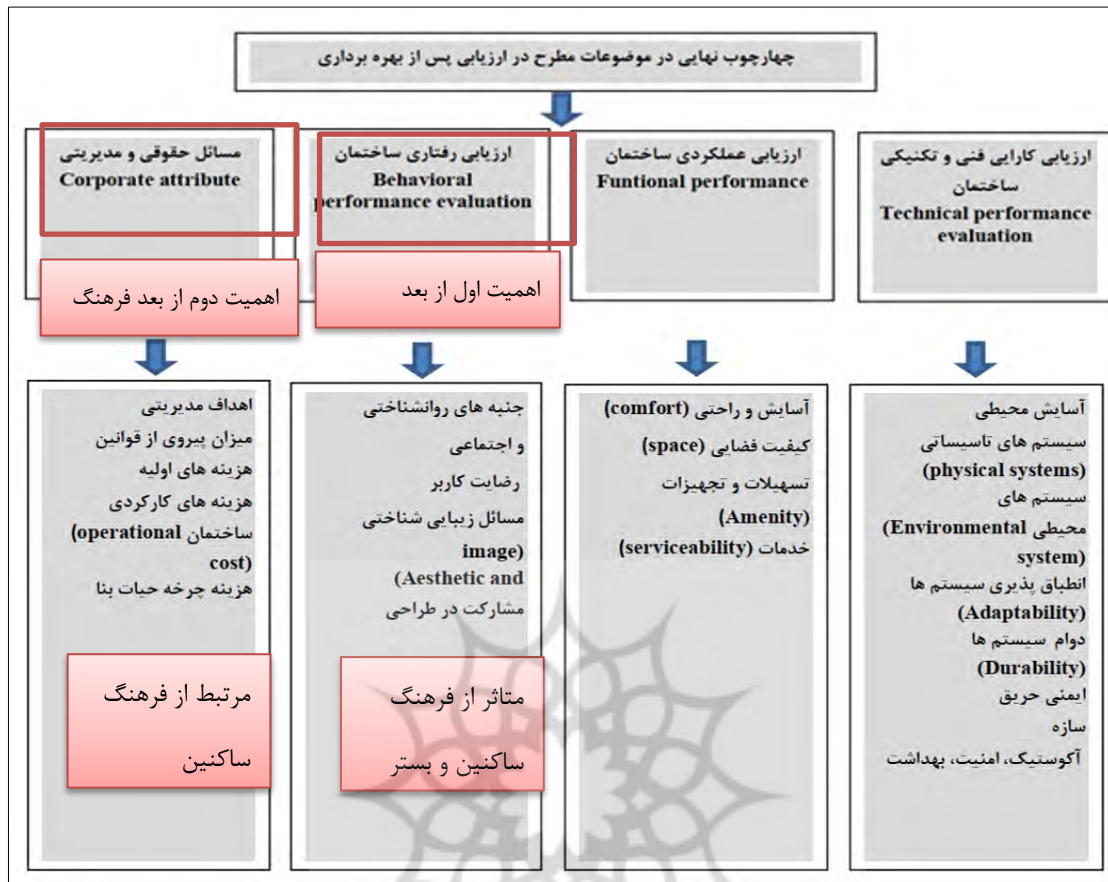 چهارچوب نهایی در موضوعات مطرح در ارزیابی پس از بهره برداری
ارزیابی کارایی فنی و تکنیکی
ساختمان
Technical performance
evaluation
ارزیابی عملکردی ساختمان
Funtional performance
ارزیابی رفتاری ساختمان
Behavioral
performance evaluation
اهمیت اول از بعد
مسائل حقوقی و مدیریتی
Corporate attribute
اهمیت دوم از بعد فرهنگ
آسایش محیطی
سیستم های تاسیساتی
(physical systems)
سیستم های
محیطی (Environmental
system)
انطباق پذیری سیستم ها
(Adaptability)
دوام سیستم ها
(Durability)
ایمنی حریق
سازه
آکوستیک، امنیت، بهداشت
آسایش و راحتی (comfort)
کیفیت فضایی (space)
تسهیلات و تجهیزات
(Amenity)
خدمات (serviceability)
جنبه های روانشناختی
و اجتماعی
رضایت کاربر
مسائل زیبایی شناختی
(image
Aesthetic and)
مشارکت در طراحی
متاثر از فرهنگ
ساکنین و بستر
اهداف مدیریتی
میزان پیروی از قوانین
هزینه های اولیه
هزینه های کارکردی
ساختمان (operational
cost)
هزینه چرخه حیات بنا
مرتبط از فرهنگ
ساکنین